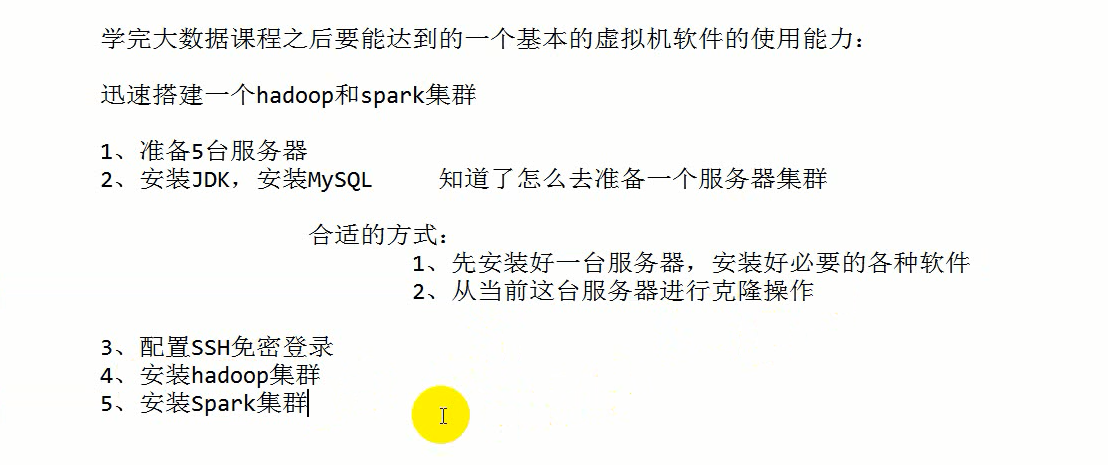 学完大数据课程之后要能达到的一个基本的虚拟机软件的使用能力：
迅速搭建一个hadoop和spark集群
1、准备5台服务器
2、安装JDK，安装MySQL 知道了怎么去准备一个服务器集群
合适的方式：
1、先安装好一台服务器，安装好必要的各种软件
2、从当前这台服务器进行克隆操作
3、配置SSH免密登录
4、安装hadoop集群
5、安装Spark集群